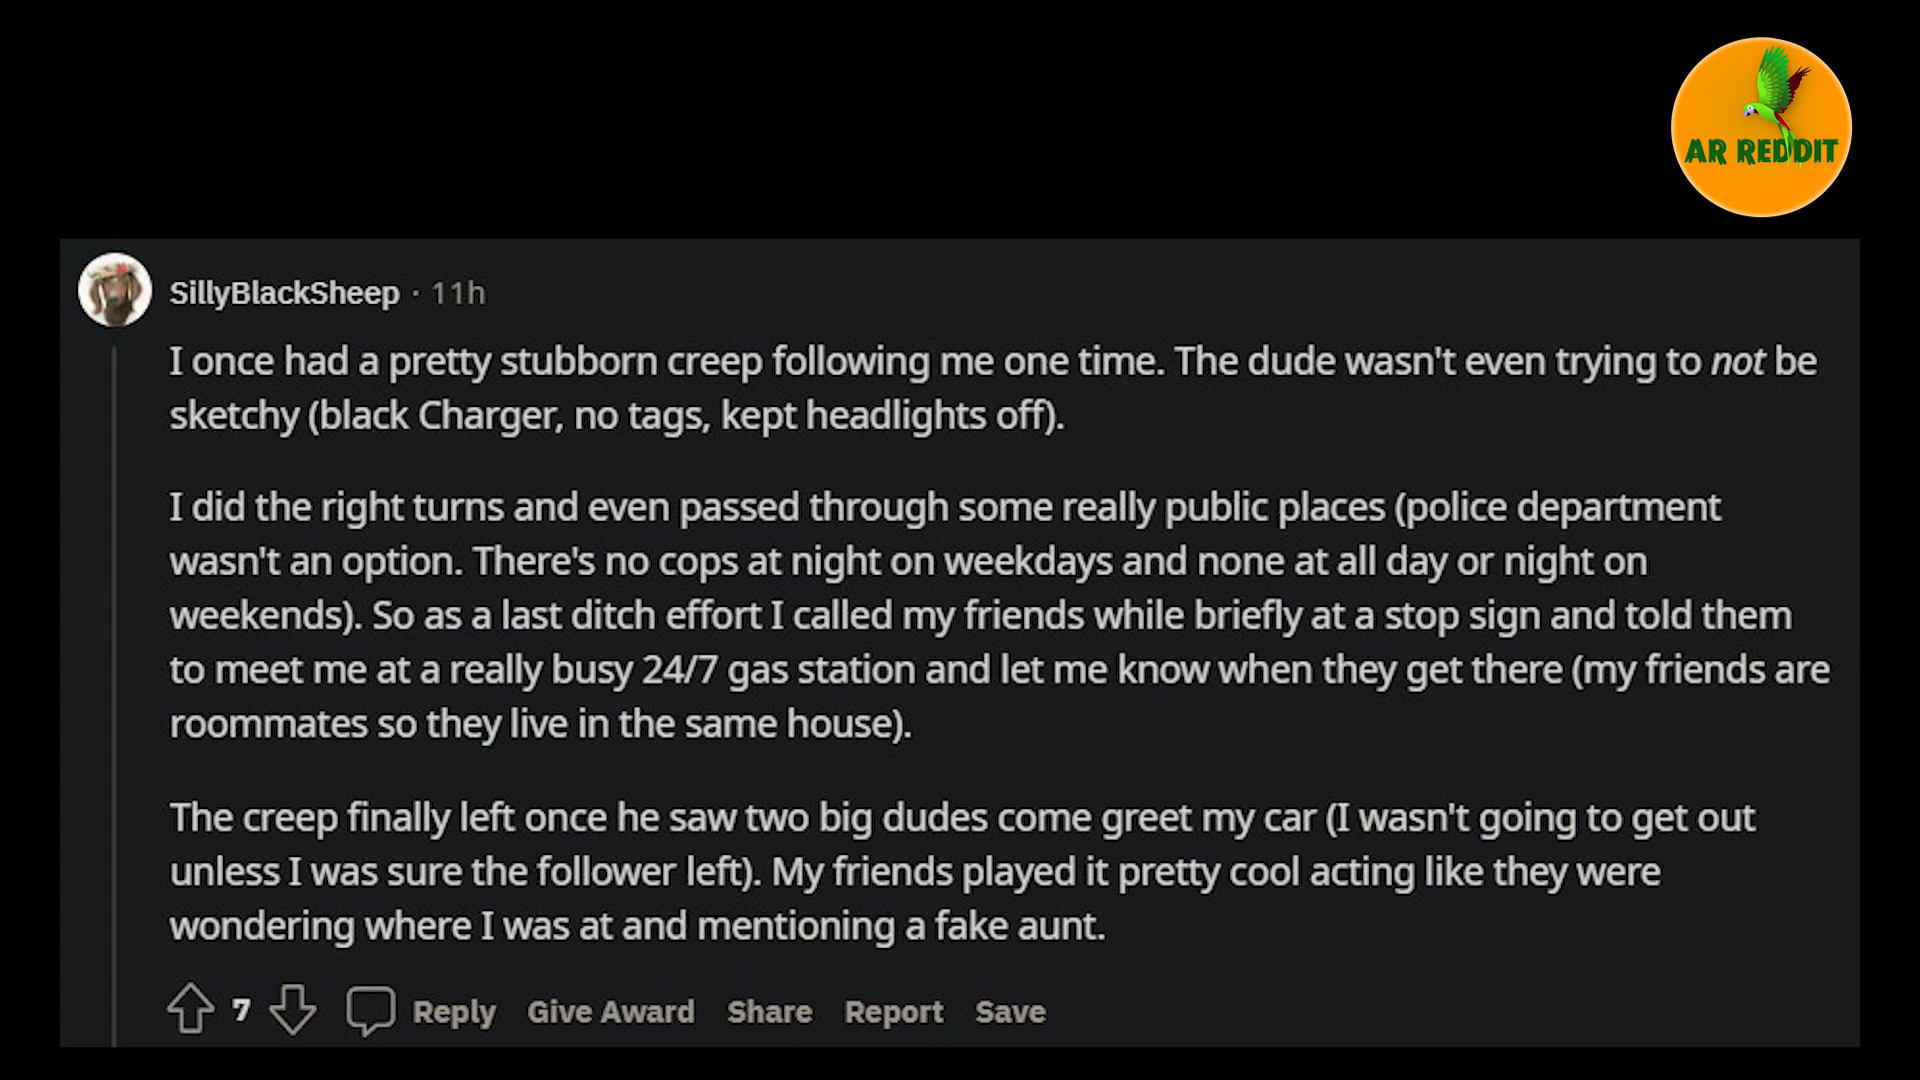 AR REDDIT
SillyBlackSheep · 11h
I once had a pretty stubborn creep following me one time. The dude wasn't even trying to not be
sketchy (black Charger, no tags, kept headlights off).
I did the right turns and even passed through some really public places (police department
wasn't an option. There's no cops at night on weekdays and none at all day or night on
weekends). So as a last ditch effort I called my friends while briefly at a stop sign and told them
to meet me at a really busy 24/7 gas station and let me know when they get there (my friends are
roommates so they live in the same house).
The creep finally left once he saw two big dudes come greet my car (I wasn't going to get out
unless I was sure the follower left). My friends played it pretty cool acting like they were
wondering where I was at and mentioning a fake aunt.
7 Reply Give Award Share Report Save